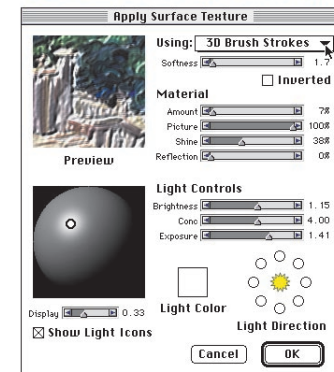 Apply Surface Texture
Using: 3D Brush Strokes
Softness 1.7
Inverted
Material
Amount 7%
Picture 100%
Shine 38%
Reflection 0%
Preview
Light Controls
Brightness 1.15
Conc 4.00
Exposure 1.41
Display 0.33
Light Color
Show Light Icons
Light Direction
Cancel
OK